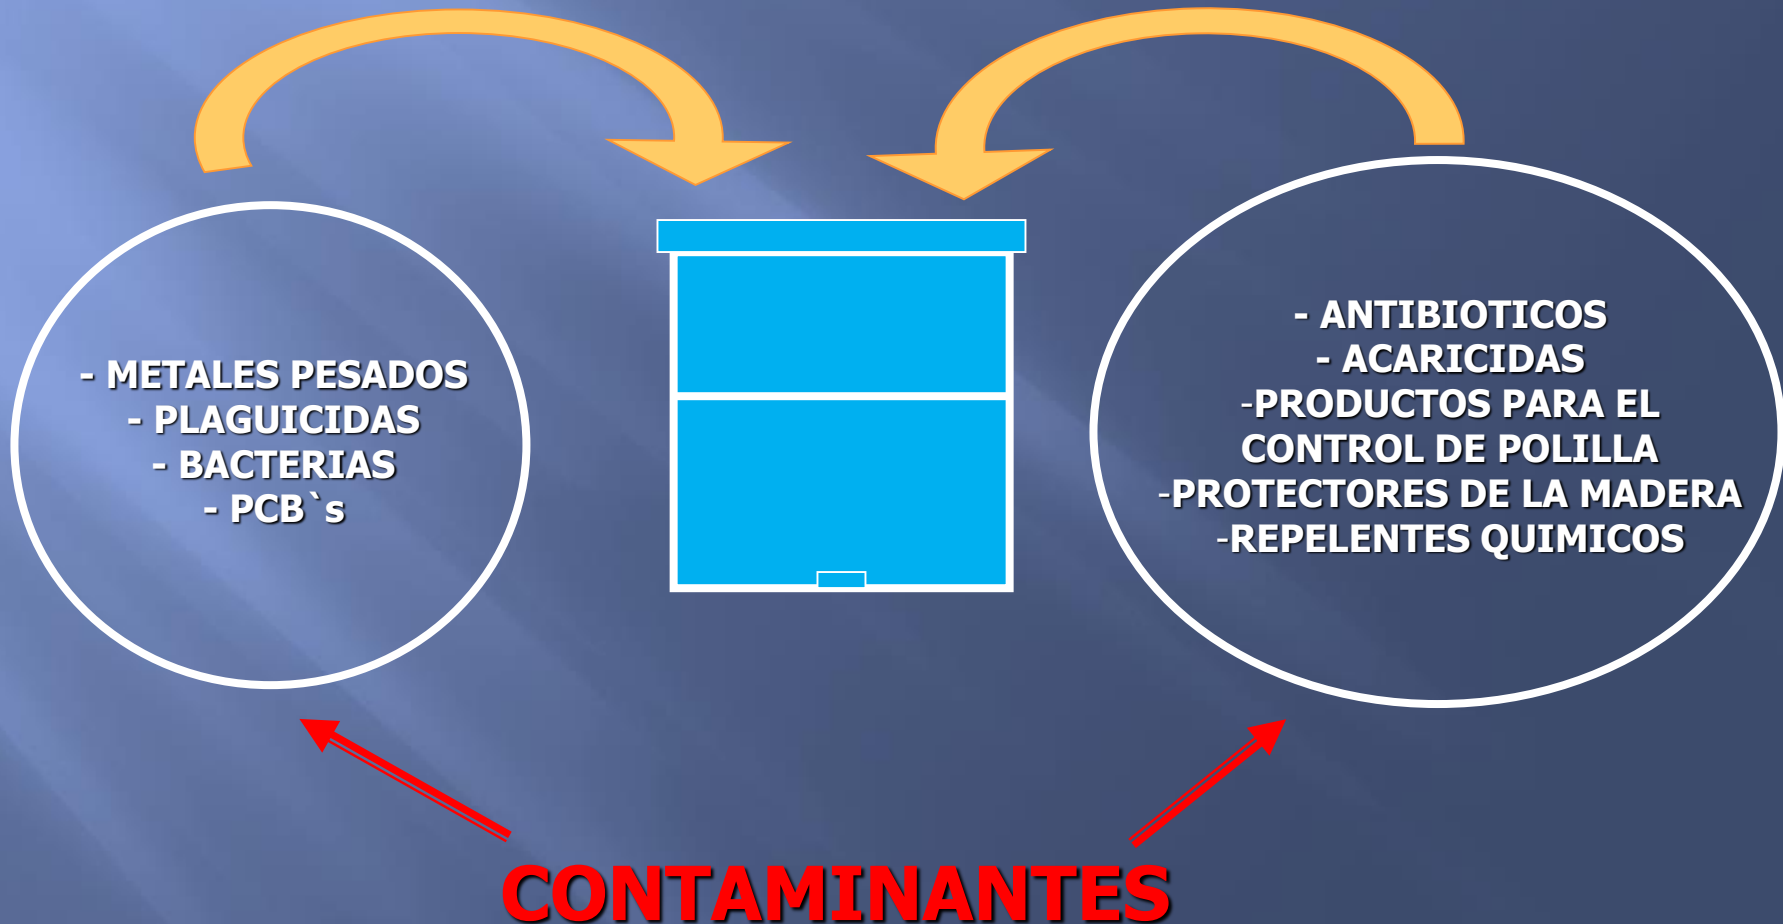 - METALES PESADOS
- PLAGUICIDAS
- BACTERIAS
- PCB`s
- ANTIBIOTICOS
- ACARICIDAS
-PRODUCTOS PARA EL
CONTROL DE POLILLA
-PROTECTORES DE LA MADERA
-REPELENTES QUIMICOS
CONTAMINANTES